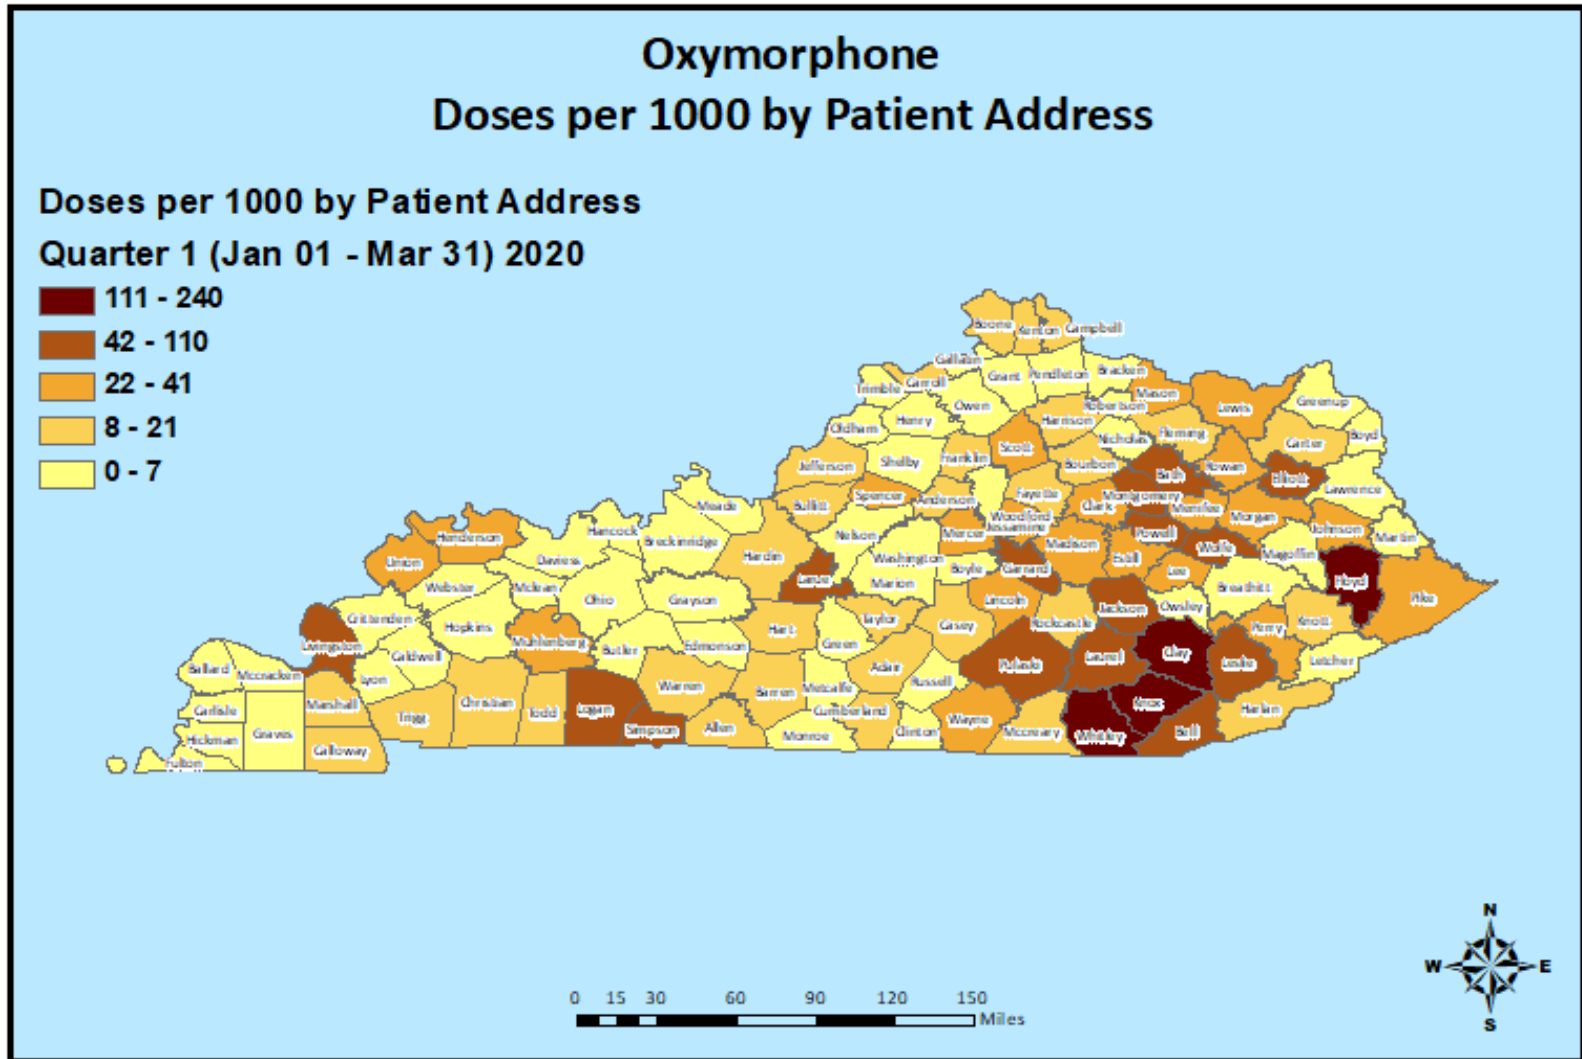 Oxymorphone
Doses per 1000 by Patient Address
Doses per 1000 by Patient Address
Quarter 1 (Jan 01 - Mar 31) 2020
111 - 240
42 - 110
22 - 41
8 - 21
0 - 7
Boone Kenton Campbell
Gallatin
Grant Pendleton Bracken
Trimble Carroll
Owen Robertson Mason Lewis Greenup
Oldham Henry Harrison
Scott Nicholas Fleming Carter Boyd
Jefferson Shelby Franklin Bourbon Bath Rowan Elliott
Spencer Anderson Fayette Montgomery Menifee Lawrence
Meade Bullitt Woodford Clark Morgan
Hancock Nelson Mercer Jessamine Powell Johnson Martin
Henderson Breckinridge Madison Wolfe Magoffin
Union Daviess Hardin Washington Boyle Garrard Estill Lee Breathitt Floyd
Webster Mclean Larue Marion Pike
Ohio Grayson Lincoln Jackson Owsley
Crittenden Hopkins Taylor Casey Rockcastle Perry Knott
Livingston Muhlenberg Hart Green
Caldwell Butler Edmonson Adair Pulaski Laurel Clay Leslie Letcher
Ballard Mccracken Lyon Warren Barren Metcalfe Russell
Carlisle Marshall Trigg Christian Todd Logan Cumberland Knox Harlan
Hickman Graves Simpson Allen Monroe Clinton Wayne Mccreary Whitley Bell
Fulton Calloway
N
W E
S
0 15 30 60 90 120 150
Miles